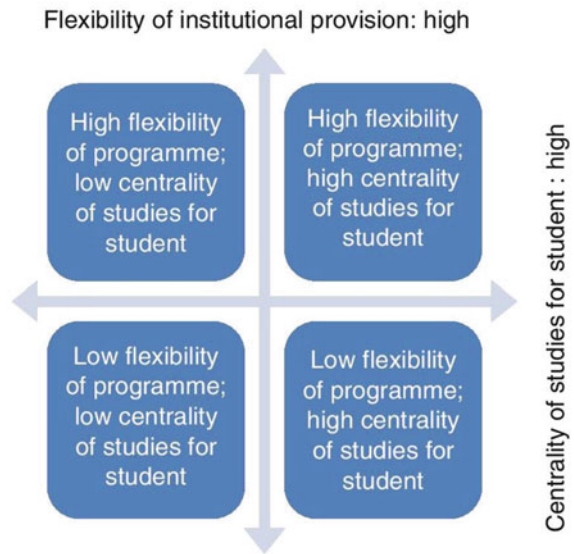 Flexibility of institutional provision: high
High flexibility
of programme;
low centrality
of studies for
student
High flexibility
of programme;
high centrality
of studies for
student
Centrality of studies for student : high
Low flexibility
of programme;
low centrality
of studies for
student
Low flexibility
of programme;
high centrality
of studies for
student